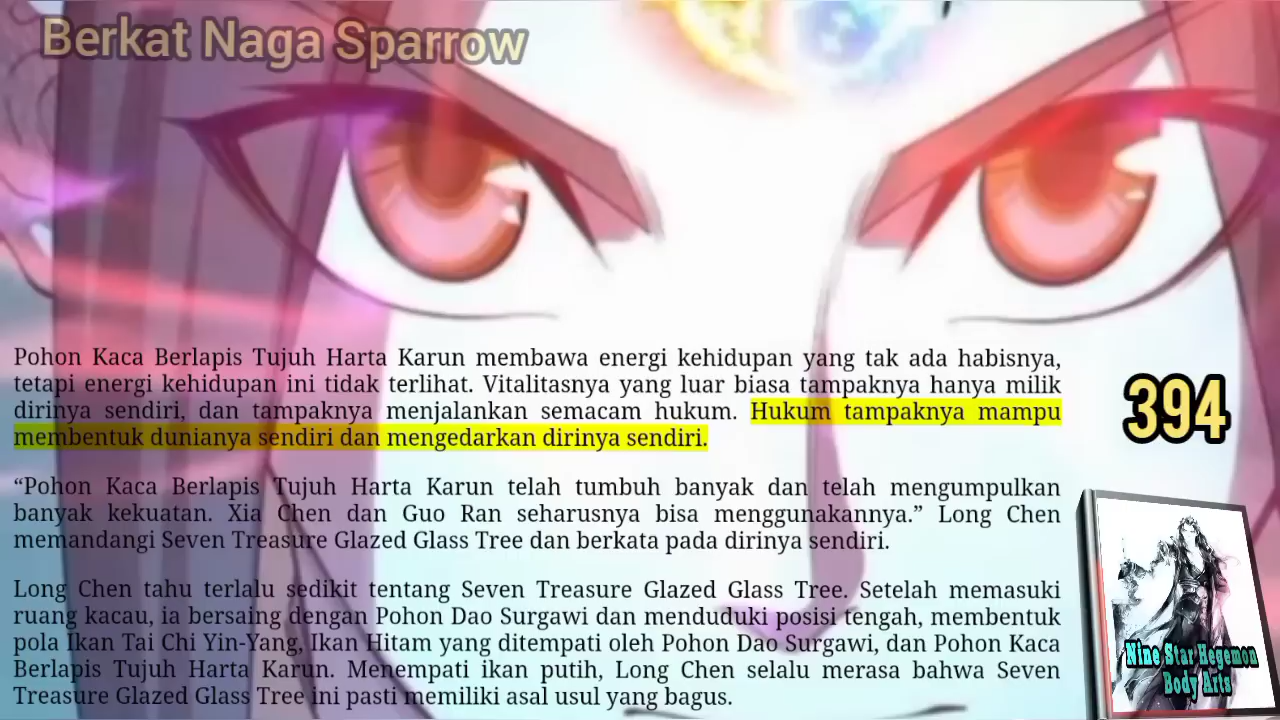 Berkat Naga Sparrow
Pohon Kaca Berlapis Tujuh Harta Karun membawa energi kehidupan yang tak ada habisnya,
tetapi energi kehidupan ini tidak terlihat. Vitalitasnya yang luar biasa tampaknya hanya milik
dirinya sendiri, dan tampaknya menjalankan semacam hukum. Hukum tampaknya mampu
membentuk dunianya sendiri dan mengedarkan dirinya sendiri.
“Pohon Kaca Berlapis Tujuh Harta Karun telah tumbuh banyak dan telah mengumpulkan
banyak kekuatan. Xia Chen dan Guo Ran seharusnya bisa menggunakannya.” Long Chen
memandangi Seven Treasure Glazed Glass Tree dan berkata pada dirinya sendiri.
Long Chen tahu terlalu sedikit tentang Seven Treasure Glazed Glass Tree. Setelah memasuki
ruang kacau, ia bersaing dengan Pohon Dao Surgawi dan menduduki posisi tengah, membentuk
pola Ikan Tai Chi Yin-Yang, Ikan Hitam yang ditempati oleh Pohon Dao Surgawi, dan Pohon Kaca
Berlapis Tujuh Harta Karun. Menempati ikan putih, Long Chen selalu merasa bahwa Seven
Treasure Glazed Glass Tree ini pasti memiliki asal usul yang bagus.
394
Nine Star Hegemon
Body Arts